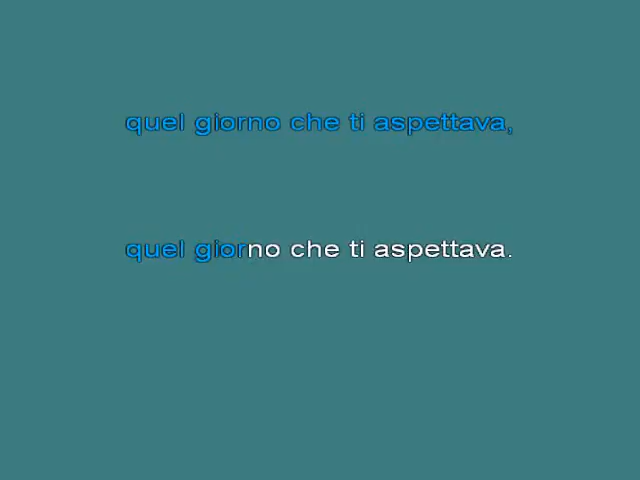 quel giorno che ti aspettava,
quel giorno che ti aspettava.